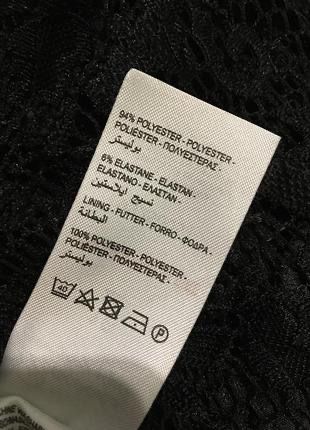 94% POLYESTER - POLYESTER -
POLIÉSTER - ΠΟΛΥΕΣΤΕΡΑΣ -
بوليستر
6% ELASTANE - ELASTAN -
ELASTANO - ΕΛΑΣΤΑΝ -
نسيج ايلاستين
LINING - FUTTER - FORRO - ΦΟΔΡΑ -
البطانة
100% POLYESTER - POLYESTER -
POLIÉSTER - ΠΟΛΥΕΣΤΕΡΑΣ -
بوليستر
40 P